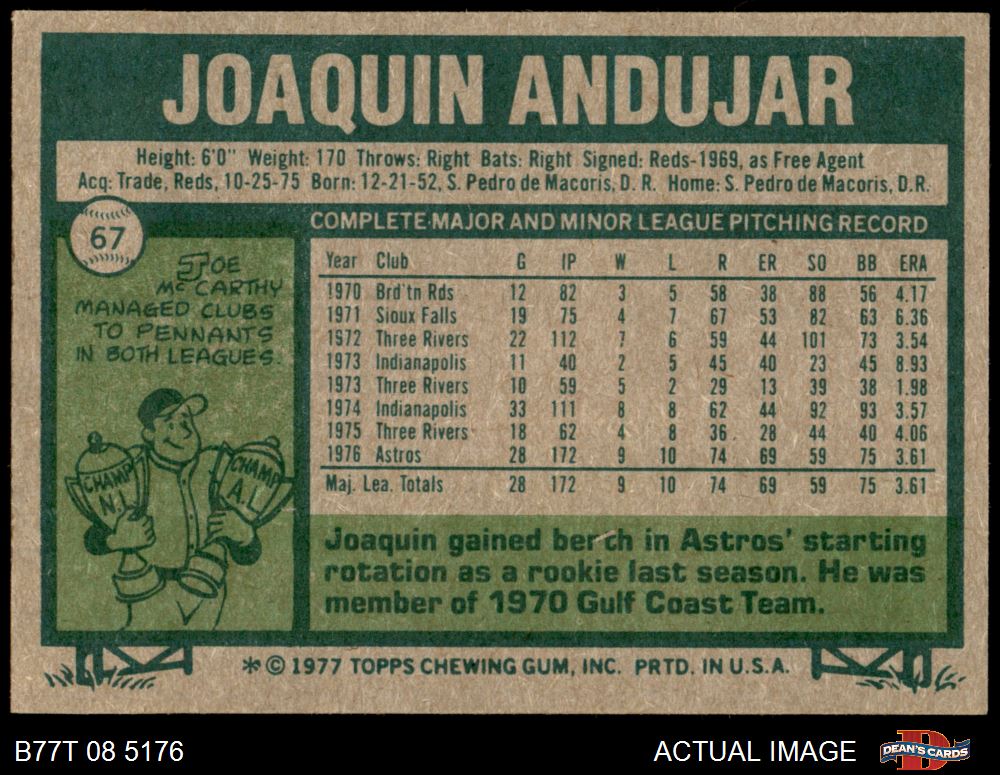 JOAQUIN ANDUJAR
Height: 6'0" Weight: 170 Throws: Right Bats: Right Signed: Reds-1969, as Free Agent
Acq: Trade, Reds, 10-25-75 Born: 12-21-52, S. Pedro de Macoris, D. R. Home: S. Pedro de Macoris, D.R.
67
JOE
McCARTHY
MANAGED CLUBS
TO PENNANTS
IN BOTH LEAGUES.
CHAMP
N.L.
CHAMP
A.L.
COMPLETE MAJOR AND MINOR LEAGUE PITCHING RECORD
Year Club G IP W L R ER SO BB ERA
1970 Brd'tn Rds 12 82 3 5 58 38 88 56 4.17
1971 Sioux Falls 19 75 4 7 67 53 82 63 6.36
1972 Three Rivers 22 112 7 6 59 44 101 73 3.54
1973 Indianapolis 11 40 2 5 45 40 23 45 8.93
1973 Three Rivers 10 59 5 2 29 13 39 38 1.98
1974 Indianapolis 33 111 8 8 62 44 92 93 3.57
1975 Three Rivers 18 62 4 8 36 28 44 40 4.06
1976 Astros 28 172 9 10 74 69 59 75 3.61
Maj. Lea. Totals 28 172 9 10 74 69 59 75 3.61
Joaquin gained berth in Astros' starting
rotation as a rookie last season. He was
member of 1970 Gulf Coast Team.
*© 1977 TOPPS CHEWING GUM, INC. PRTD. IN U.S.A.
B77T 08 5176
ACTUAL IMAGE
D
DEAN'S CARDS